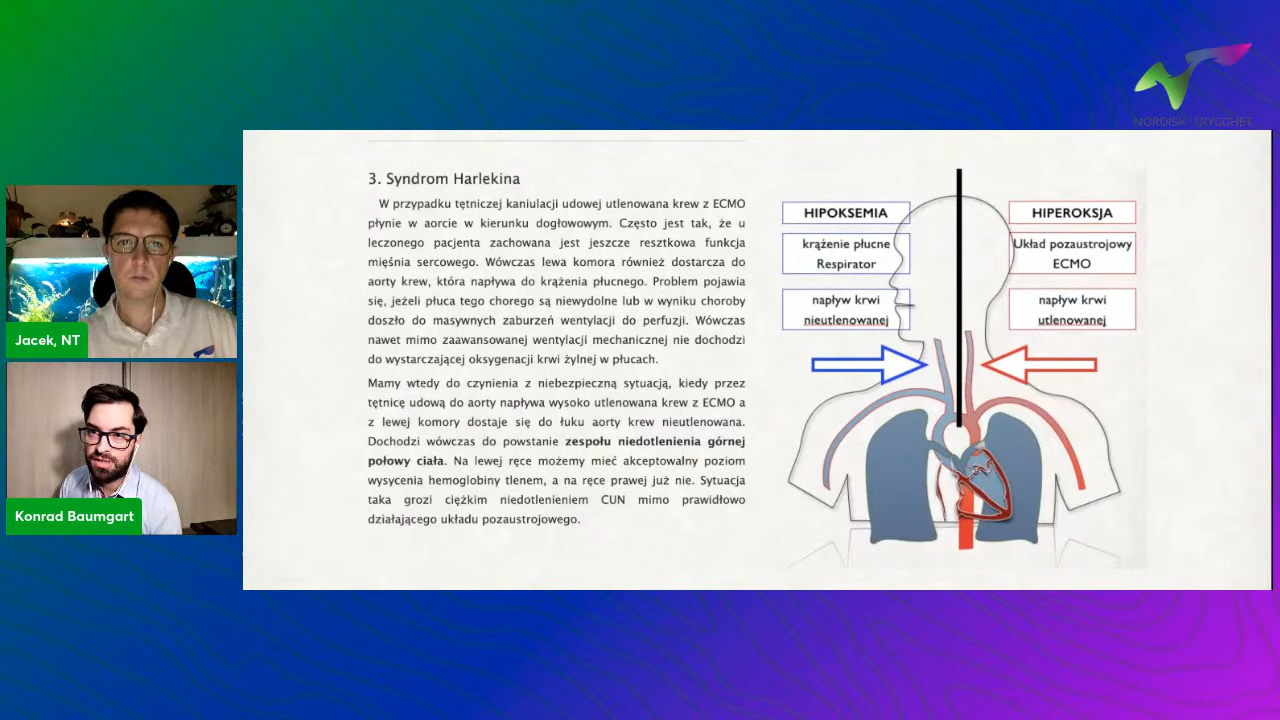 NORDISK TRYGGHET
3. Syndrom Harlekina
W przypadku tętniczej kaniulacji udowej utlenowana krew z ECMO
płynie w aorcie w kierunku dogłowowym. Często jest tak, że u
leczonego pacjenta zachowana jest jeszcze resztkowa funkcja
mięśnia sercowego. Wówczas lewa komora również dostarcza do
aorty krew, która napływa do krążenia płucnego. Problem pojawia
się, jeżeli płuca tego chorego są niewydolne lub w wyniku choroby
doszło do masywnych zaburzeń wentylacji do perfuzji. Wówczas
nawet mimo zaawansowanej wentylacji mechanicznej nie dochodzi
do wystarczającej oksygenacji krwi żylnej w płucach.
Mamy wtedy do czynienia z niebezpieczną sytuacją, kiedy przez
tętnicę udową do aorty napływa wysoko utlenowana krew z ECMO a
z lewej komory dostaje się do łuku aorty krew nieutlenowana.
Dochodzi wówczas do powstanie zespołu niedotlenienia górnej
połowy ciała. Na lewej ręce możemy mieć akceptowalny poziom
wysycenia hemoglobiny tlenem, a na ręce prawej już nie. Sytuacja
taka grozi ciężkim niedotlenieniem CUN mimo prawidłowo
działającego układu pozaustrojowego.
HIPOKSEMIA
krążenie płucne
Respirator
napływ krwi
nieutlenowanej
HIPEROKSJA
Układ pozaustrojowy
ECMO
napływ krwi
utlenowanej
Jacek, NT
Konrad Baumgart